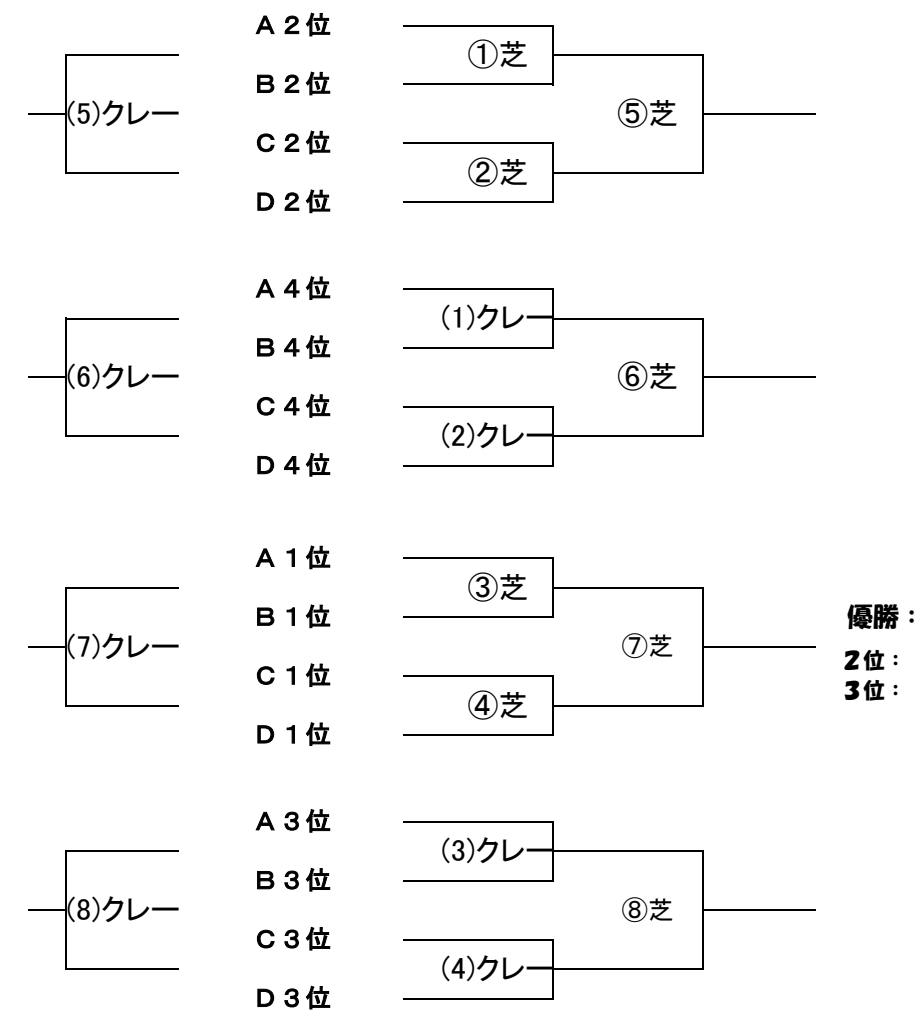 A2位
①芝
B2位
(5)クレー
⑤芝
C2位
②芝
D2位
A4位
(1)クレー
B4位
(6)クレー
⑥芝
C4位
(2)クレー
D4位
A1位
③芝
B1位
優勝：
(7)クレー
⑦芝
2位：
C1位
3位：
④芝
D1位
A3位
(3)クレー
B3位
(8)クレー
⑧芝
C3位
(4)クレー
D3位